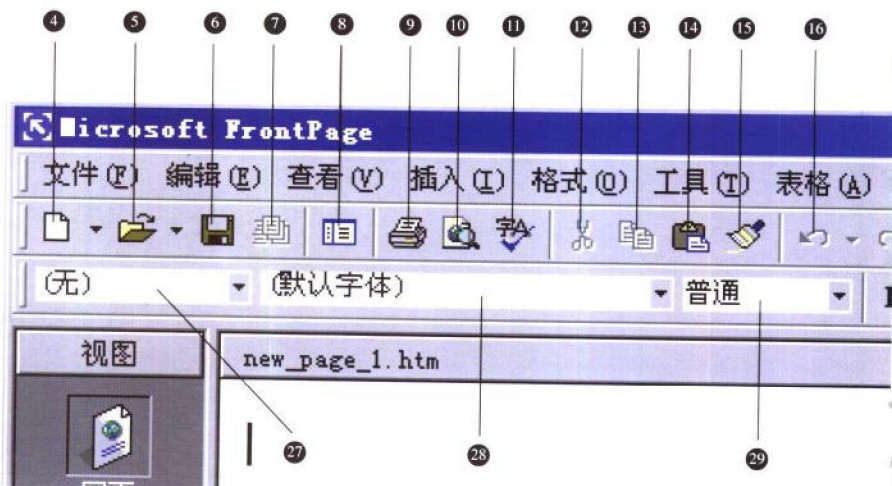 4 5 6 7 8 9 10 11 12 13 14 15 16
Microsoft FrontPage
文件(F) 编辑(E) 查看(V) 插入(I) 格式(O) 工具(T) 表格(A)
(无) (默认字体) 普通
视图 new_page_1.htm
27 28 29